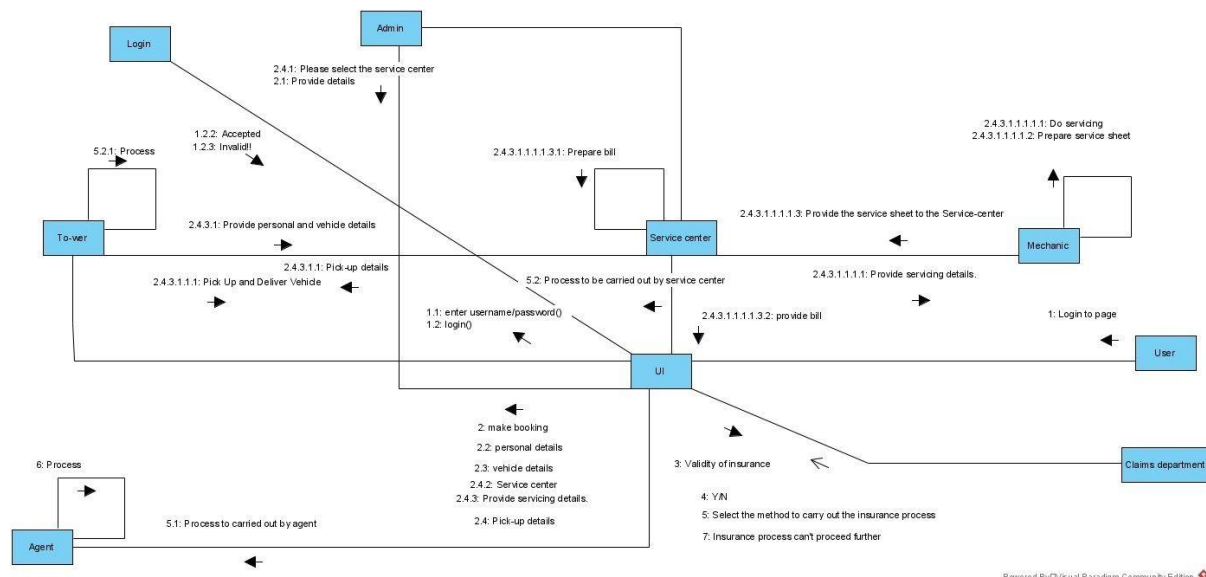 Admin
Login
2.4.1: Please select the service center
2.1: Provide details
2.4.3.1.1.1.1.1: Do servicing
2.4.3.1.1.1.1.2: Prepare service sheet
1.2.2: Accepted
1.2.3: Invalid!!
5.2.1: Process
2.4.3.1.1.1.1.3.1: Prepare bill
2.4.3.1: Provide personal and vehicle details
2.4.3.1.1.1.1.3: Provide the service sheet to the Service-center
To-wer
Service center
Mechanic
2.4.3.1.1: Pick-up details
2.4.3.1.1.1: Pick Up and Deliver Vehicle
5.2: Process to be carried out by service center
2.4.3.1.1.1.1: Provide servicing details.
1.1: enter username/password()
1.2: login()
2.4.3.1.1.1.1.3.2: provide bill
1: Login to page
User
UI
2: make booking
2.2: personal details
2.3: vehicle details
2.4.2: Service center
2.4.3: Provide servicing details.
2.4: Pick-up details
3: Validity of insurance
Claims department
4: Y/N
5: Select the method to carry out the insurance process
7: Insurance process can't proceed further
6: Process
5.1: Process to carried out by agent
Agent
Powered By Visual Paradigm Community Edition